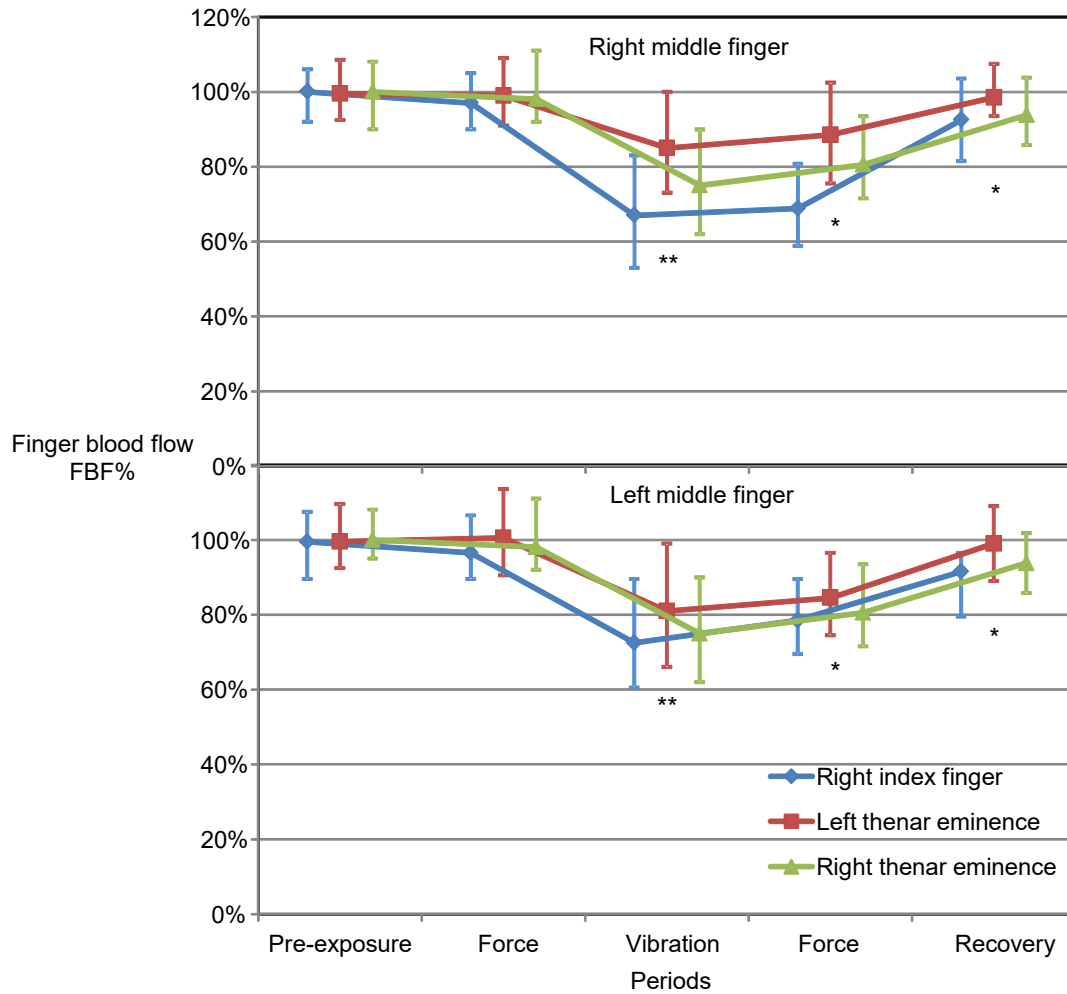 120%
Right middle finger
100%
80%
*
*
**
60%
40%
20%
Finger blood flow
FBF%
0%
Left middle finger
100%
80%
*
*
**
60%
40%
Right index finger
Left thenar eminence
20%
Right thenar eminence
0%
Pre-exposure Force Vibration Force Recovery
Periods